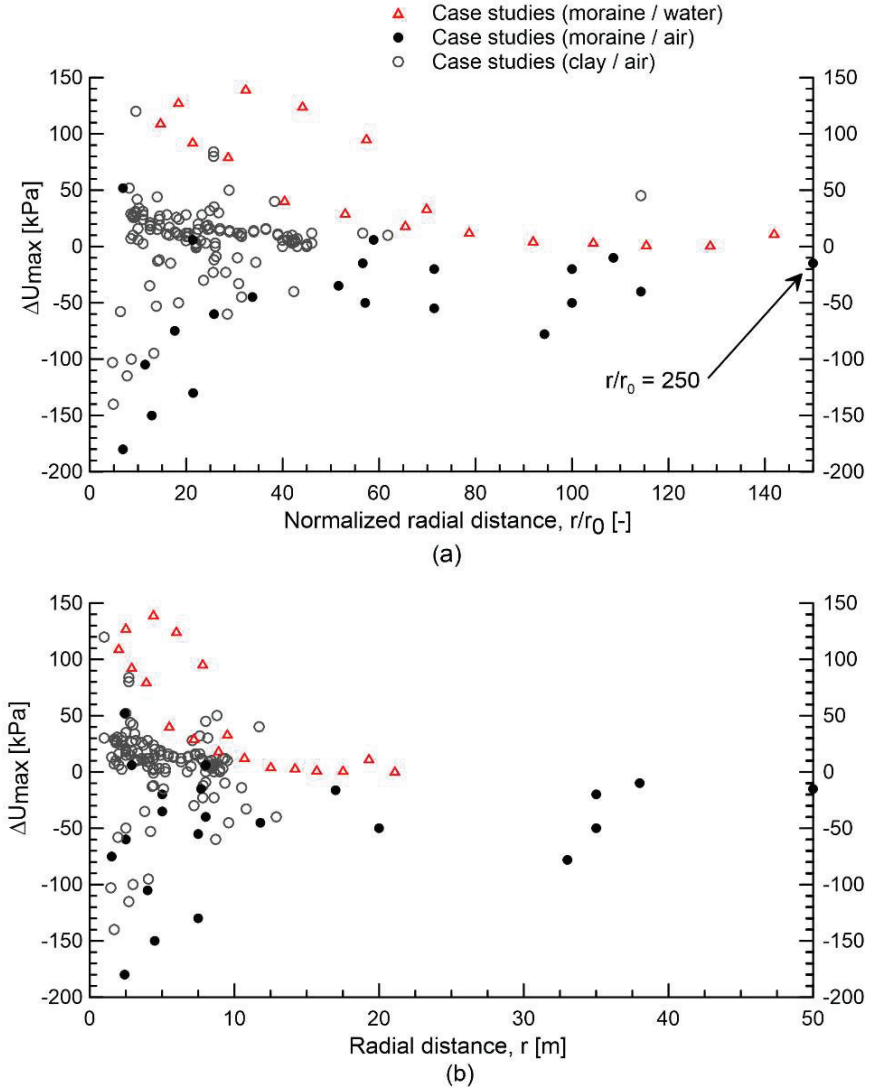 Case studies (moraine / water)
Case studies (moraine / air)
Case studies (clay / air)
150
100
50
0
-50
-100
-150
-200
ΔUmax [kPa]
150
100
50
0
-50
-100
-150
-200
r/r0 = 250
0 20 40 60 80 100 120 140
Normalized radial distance, r/r0 [-]
(a)
150
100
50
0
-50
-100
-150
-200
ΔUmax [kPa]
150
100
50
0
-50
-100
-150
-200
0 10 20 30 40 50
Radial distance, r [m]
(b)